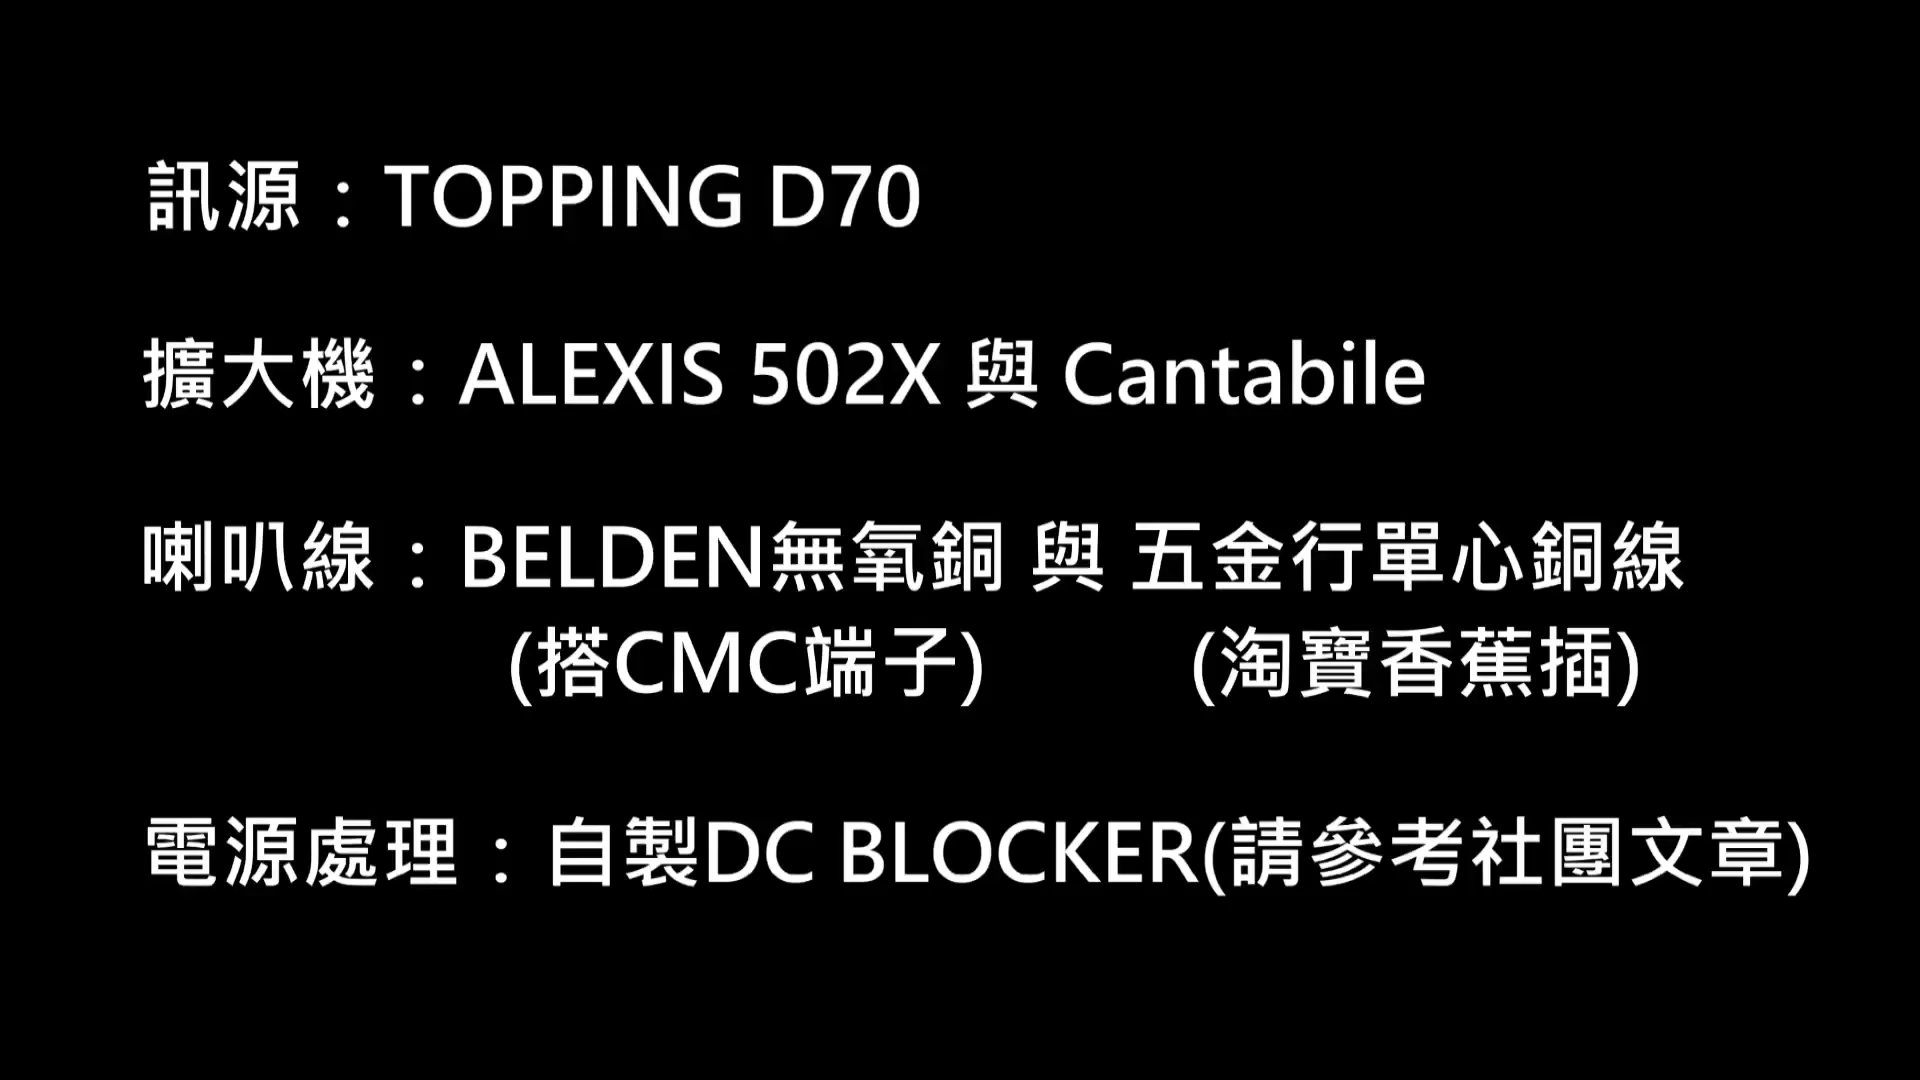 訊源：TOPPING D70
擴大機：ALEXIS 502X 與 Cantabile
喇叭線：BELDEN無氧銅 與 五金行單心銅線
(搭CMC端子) (淘寶香蕉插)
電源處理：自製DC BLOCKER(請參考社團文章)